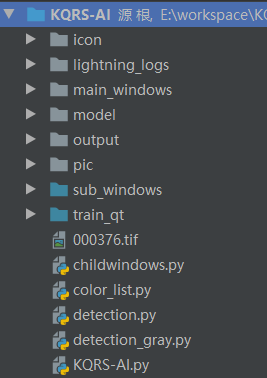 KQRS-AI 源根, E:\workspace\KQ
icon
lightning_logs
main_windows
model
output
pic
sub_windows
train_qt
000376.tif
childwindows.py
color_list.py
detection.py
detection_gray.py
KQRS-AI.py